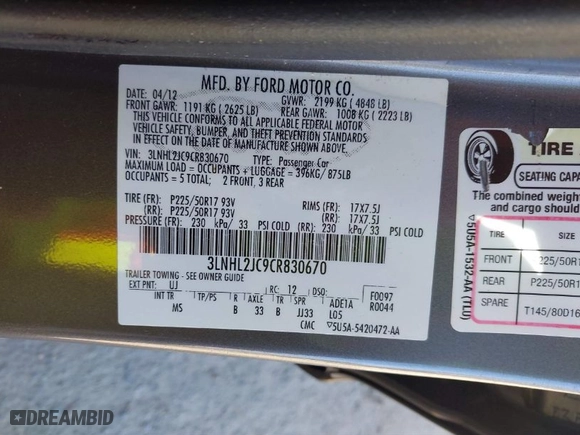 MFD. BY FORD MOTOR CO.
DATE: 04/12 GVWR: 2199 KG ( 4848 LB)
FRONT GAWR: 1191 KG ( 2625 LB) REAR GAWR: 1008 KG ( 2223 LB)
THIS VEHICLE CONFORMS TO ALL APPLICABLE FEDERAL MOTOR
VEHICLE SAFETY, BUMPER, AND THEFT PREVENTION STANDARDS
IN EFFECT ON THE DATE OF MANUFACTURE SHOWN ABOVE.
VEHICLE: 3LNHL2JC9CR830670 TYPE: Passenger Car
MAXIMUM LOAD = OCCUPANTS + LUGGAGE = 396KG/ 875LB
OCCUPANTS = 5 TOTAL; 2 FRONT, 3 REAR
TIRE (FR): P225/50R17 93V RIMS (FR): 17X7.5J
(RR): P225/50R17 93V (RR): 17X7.5J
PRESSURE (FR): 230 kPa/ 33 PSI COLD (RR): 230 kPa/ 33 PSI COLD
3LNHL2JC9CR830670
TRAILER TOWING - SEE OWNER GUIDE
EXT PNT: UJ RC: 12 DSO: F0097
INT TR TP/PS R AX TR SPR ADE1A R0044
MS B 33 B JJ33 L05
CMC ▽5U5A-5420472-AA
TIRE
SEATING CAPA
The combined weight
and cargo should
TIRE SIZE
FRONT P225/50R1
REAR P225/50R1
SPARE T145/80D16
▽5U5A-1532-AA (TLU)
DREAMBID